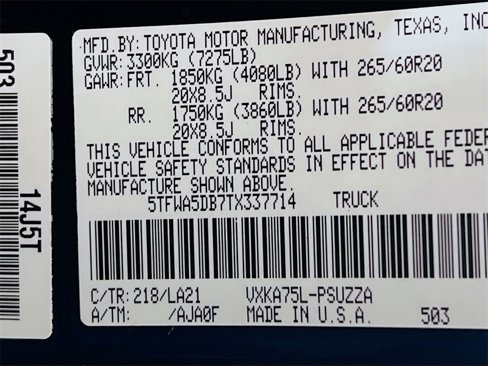 MFD.BY: TOYOTA MOTOR MANUFACTURING, TEXAS, INC
GVWR: 3300KG (7275LB)
GAWR: FRT. 1850KG (4080LB) WITH 265/60R20
20X8.5J RIMS.
RR. 1750KG (3860LB) WITH 265/60R20
20X8.5J RIMS.
THIS VEHICLE CONFORMS TO ALL APPLICABLE FEDER
VEHICLE SAFETY STANDARDS IN EFFECT ON THE DAT
MANUFACTURE SHOWN ABOVE.
5TFWA5DB7TX337714 TRUCK
C/TR: 218/LA21 VXKA75L-PSUZZA
A/TM: /AJA0F MADE IN U.S.A. 503
503
14J5T